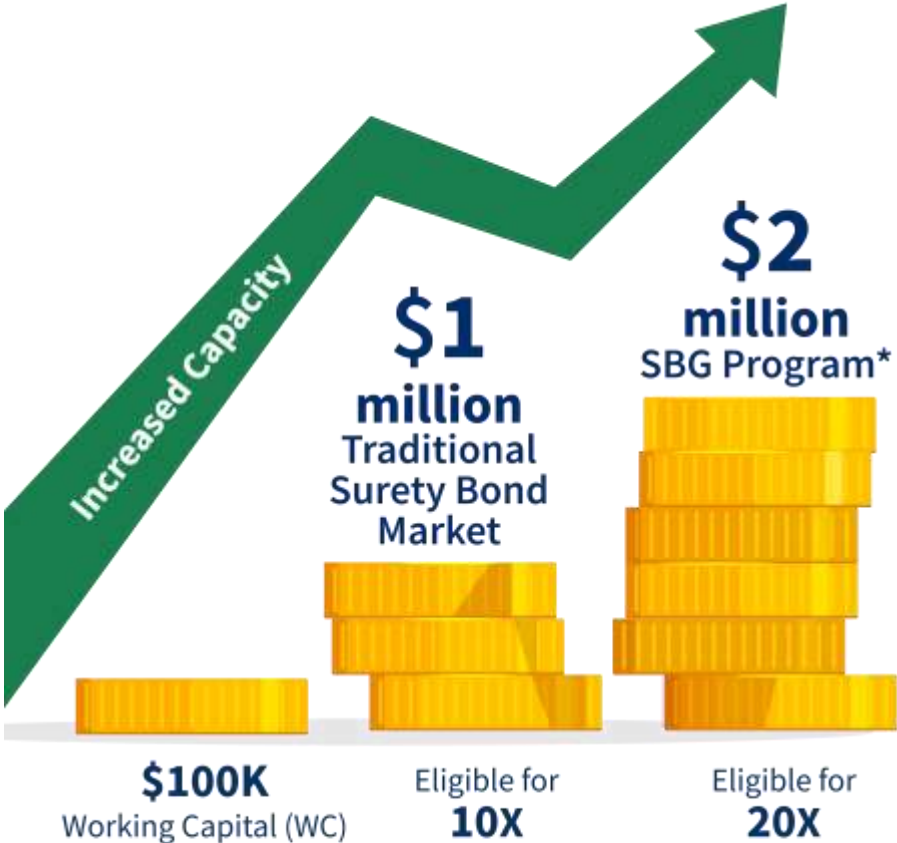 Increased Capacity
$1
million
Traditional
Surety Bond
Market
$2
million
SBG Program*
$100K
Working Capital (WC)
Eligible for
10X
Eligible for
20X